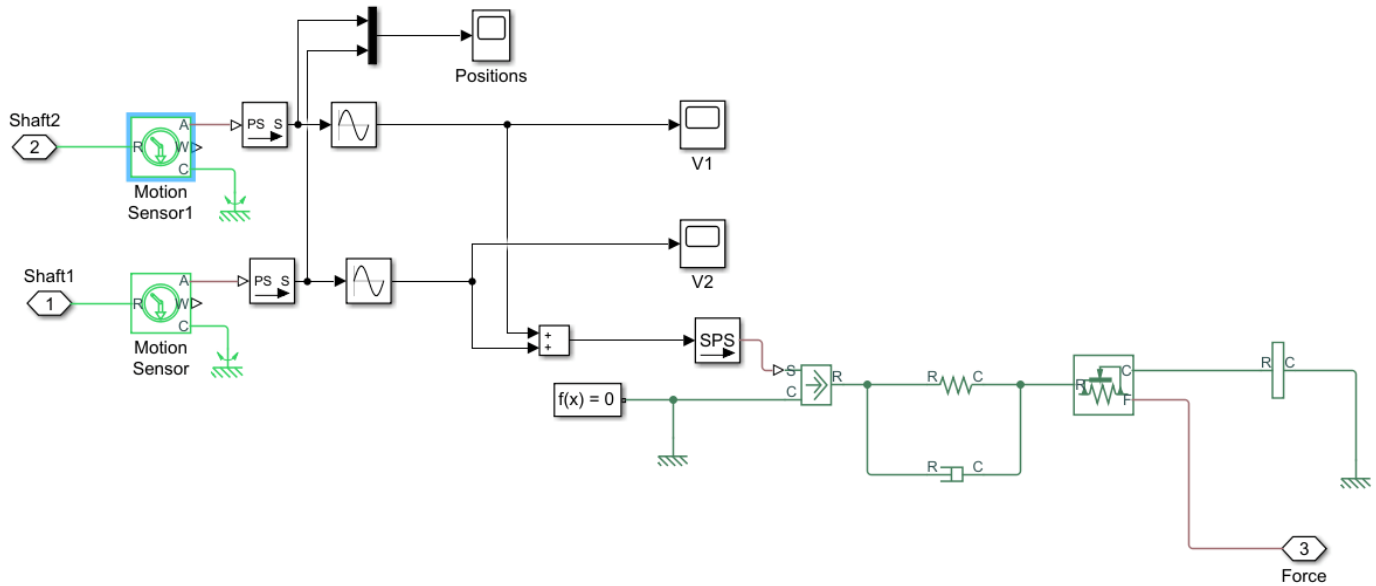 Positions
Shaft2
2
R
A
W
C
Motion
Sensor1
PS S
V1
Shaft1
1
R
A
W
C
Motion
Sensor
PS S
V2
+
+
SPS
f(x) = 0
S
C
R
R
C
R
C
R
C
F
R
C
3
Force